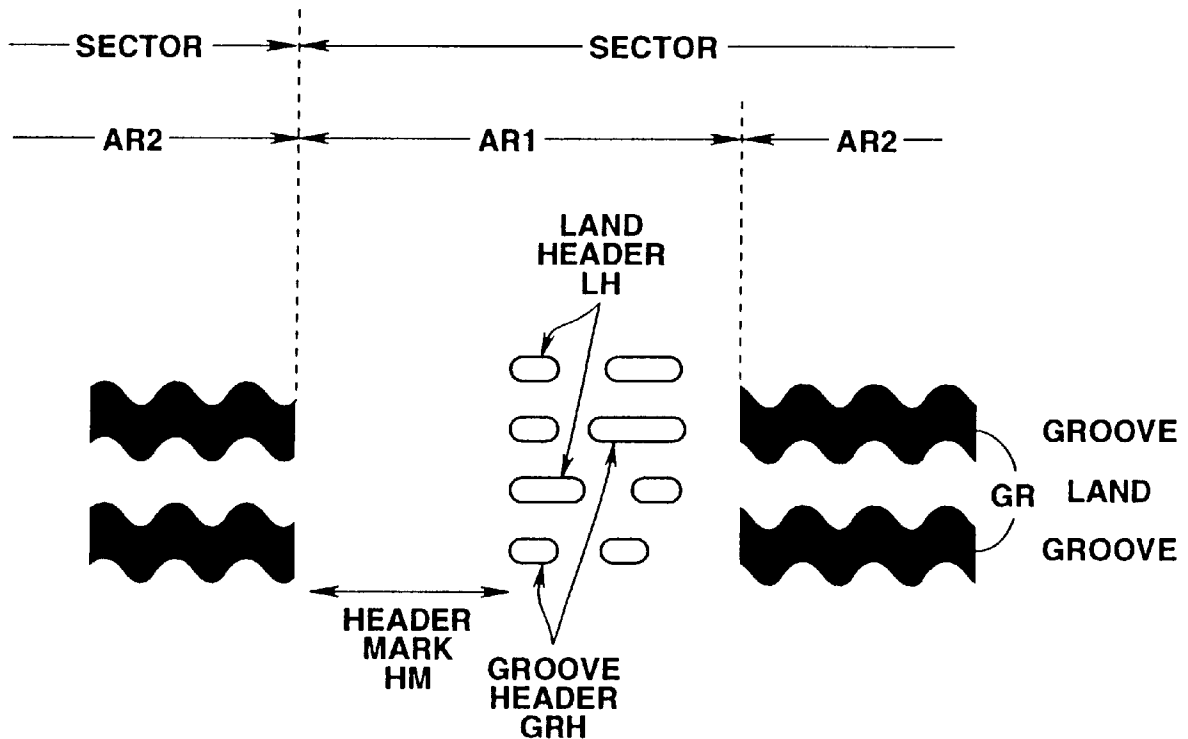 SECTOR SECTOR
AR2 AR1 AR2
LAND
HEADER
LH
GROOVE
GR LAND
GROOVE
HEADER
MARK
HM
GROOVE
HEADER
GRH